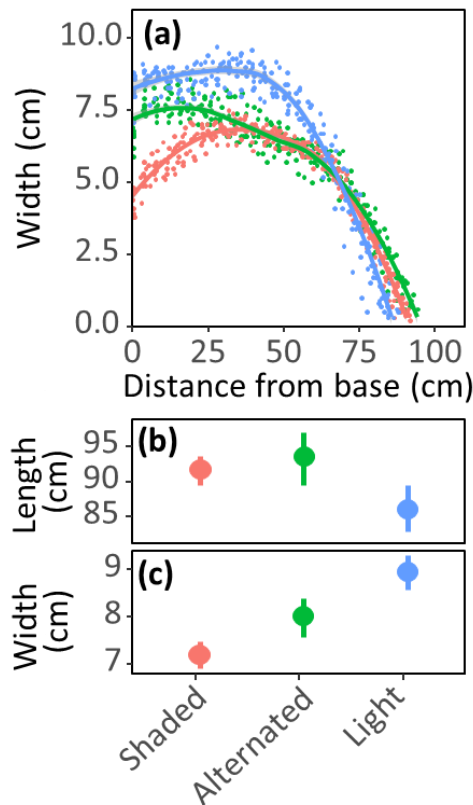 (a)
10.0
7.5
5.0
2.5
0.0
Width (cm)
0 25 50 75 100
Distance from base (cm)
(b)
95
90
85
Length
(cm)
(c)
9
8
7
Width
(cm)
Shaded
Alternated
Light